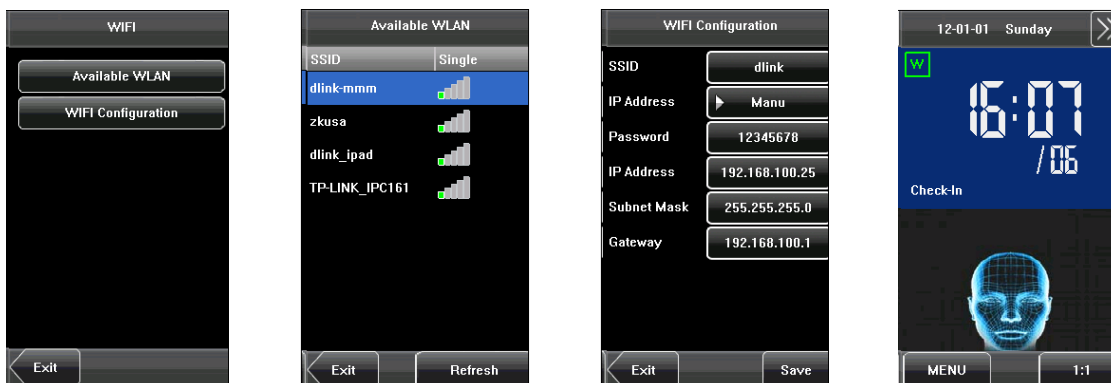 WIFI
Available WLAN
WIFI Configuration
Exit
Available WLAN
SSID Single
dlink-mmm
zkusa
dlink_ipad
TP-LINK_IPC161
Exit Refresh
WIFI Configuration
SSID dlink
IP Address Manu
Password 12345678
IP Address 192.168.100.25
Subnet Mask 255.255.255.0
Gateway 192.168.100.1
Exit Save
12-01-01 Sunday
W
16:07
/06
Check-In
MENU 1:1